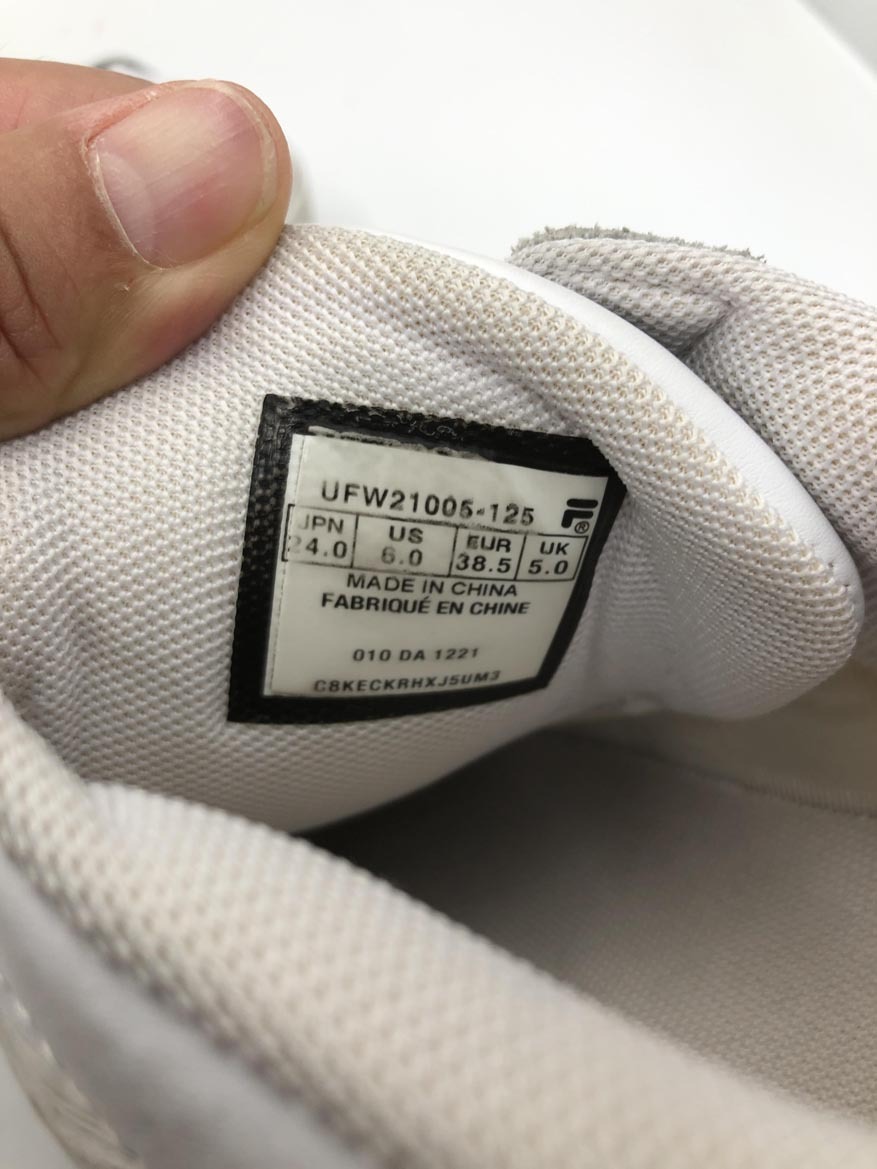 UFW21005-125
®
JPN US EUR UK
24.0 6.0 38.5 5.0
MADE IN CHINA
FABRIQUÉ EN CHINE
010 DA 1221
C8KECKRHXJ5UM3